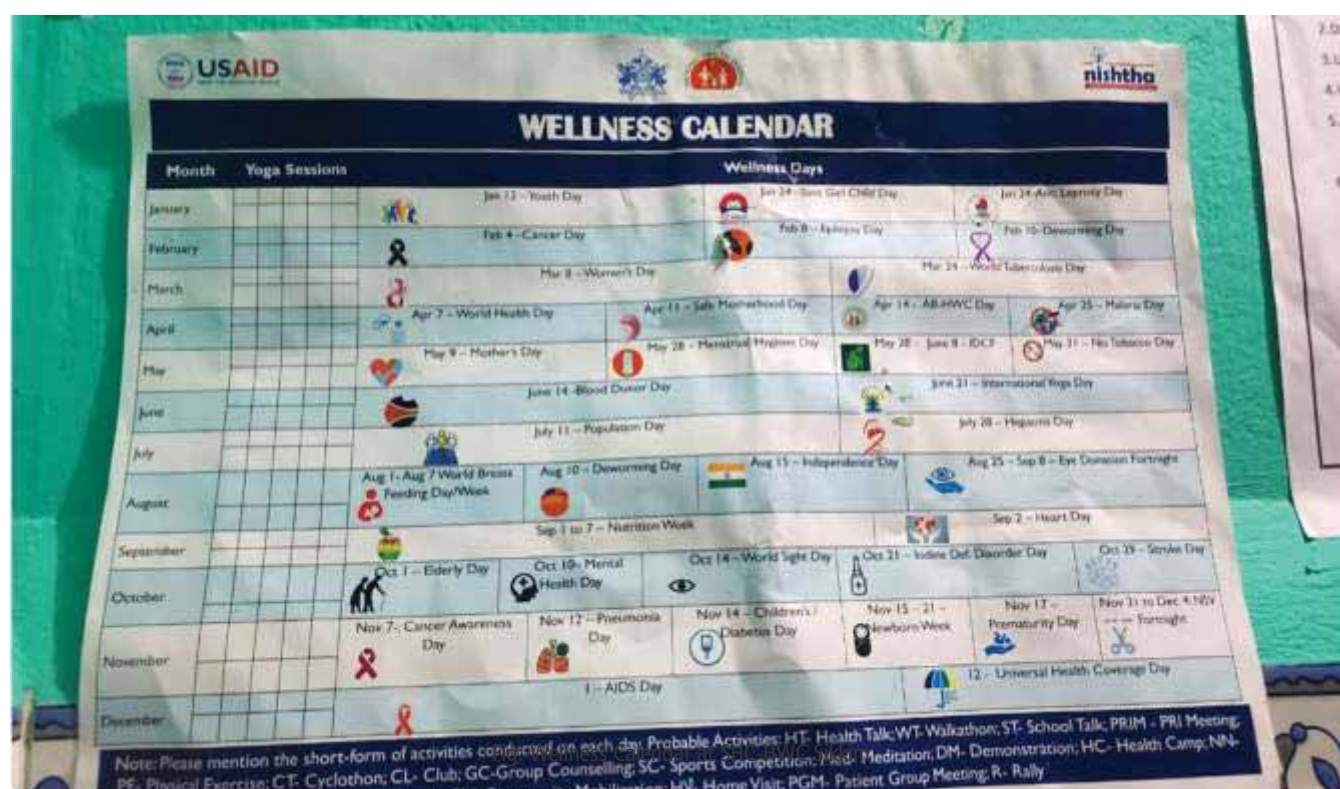 USAID
nishtha
WELLNESS CALENDAR
Month Yoga Sessions Wellness Days
January Jan 12 - Youth Day Jan 24 - Save Girl Child Day Jan 24-Anti Leprosy Day
February Feb 4 - Cancer Day Feb 8 - Epilepsy Day Feb 10- Deworming Day
March Mar 8 - Women's Day Mar 24 - World Tuberculosis Day
April Apr 7 - World Health Day Apr 11 - Safe Motherhood Day Apr 14 - AB-HWC Day Apr 25 - Malaria Day
May May 9 - Mother's Day May 28 - Menstrual Hygiene Day May 28 - June 8 - IDCF May 31 - No Tobacco Day
June June 14 -Blood Donor Day June 21 - International Yoga Day
July July 11 - Population Day July 28 - Hepatitis Day
August Aug 1- Aug 7 World Breast Feeding Day/Week Aug 10 - Deworming Day Aug 15 - Independence Day Aug 25 - Sep 8 - Eye Donation Fortnight
September Sep 1 to 7 - Nutrition Week Sep 2 - Heart Day
October Oct 1 - Elderly Day Oct 10- Mental Health Day Oct 14 - World Sight Day Oct 21 - Iodine Def. Disorder Day Oct 29 - Stroke Day
November Nov 7- Cancer Awareness Day Nov 12 - Pneumonia Day Nov 14 - Children's / Diabetes Day Nov 15 - 21 - Newborn Week Nov 17 - Prematurity Day Nov 21 to Dec 4 NSV Fortnight
December 1 - AIDS Day 12 - Universal Health Coverage Day
Note: Please mention the short-form of activities conducted on each day. Probable Activities: HT- Health Talk; WT- Walkathon; ST- School Talk; PRIM - PRI Meeting;
PE- Physical Exercise; CT- Cyclothon; CL- Club; GC-Group Counselling; SC- Sports Competition; Meditation, DM- Demonstration; HC- Health Camp; NN-
Mobilization; HV- Home Visit; PGM- Patient Group Meeting; R- Rally